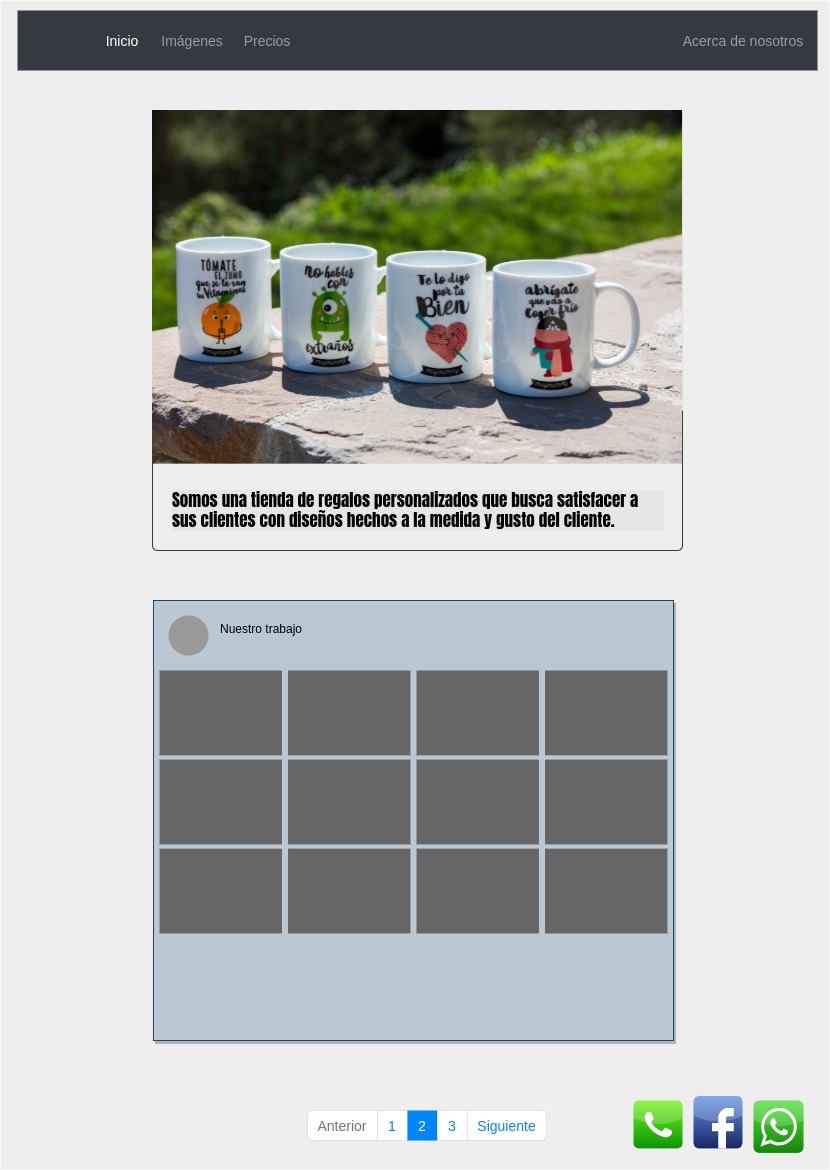 Inicio Imágenes Precios Acerca de nosotros
TÓMATE
EL ZUMO
que se le van
las Vitaminas
no hables
con
extraños
Te lo digo
por tu
Bien
abrígate
que vas a
Coger frío
Somos una tienda de regalos personalizados que busca satisfacer a
sus clientes con diseños hechos a la medida y gusto del cliente.
Nuestro trabajo
Anterior 1 2 3 Siguiente